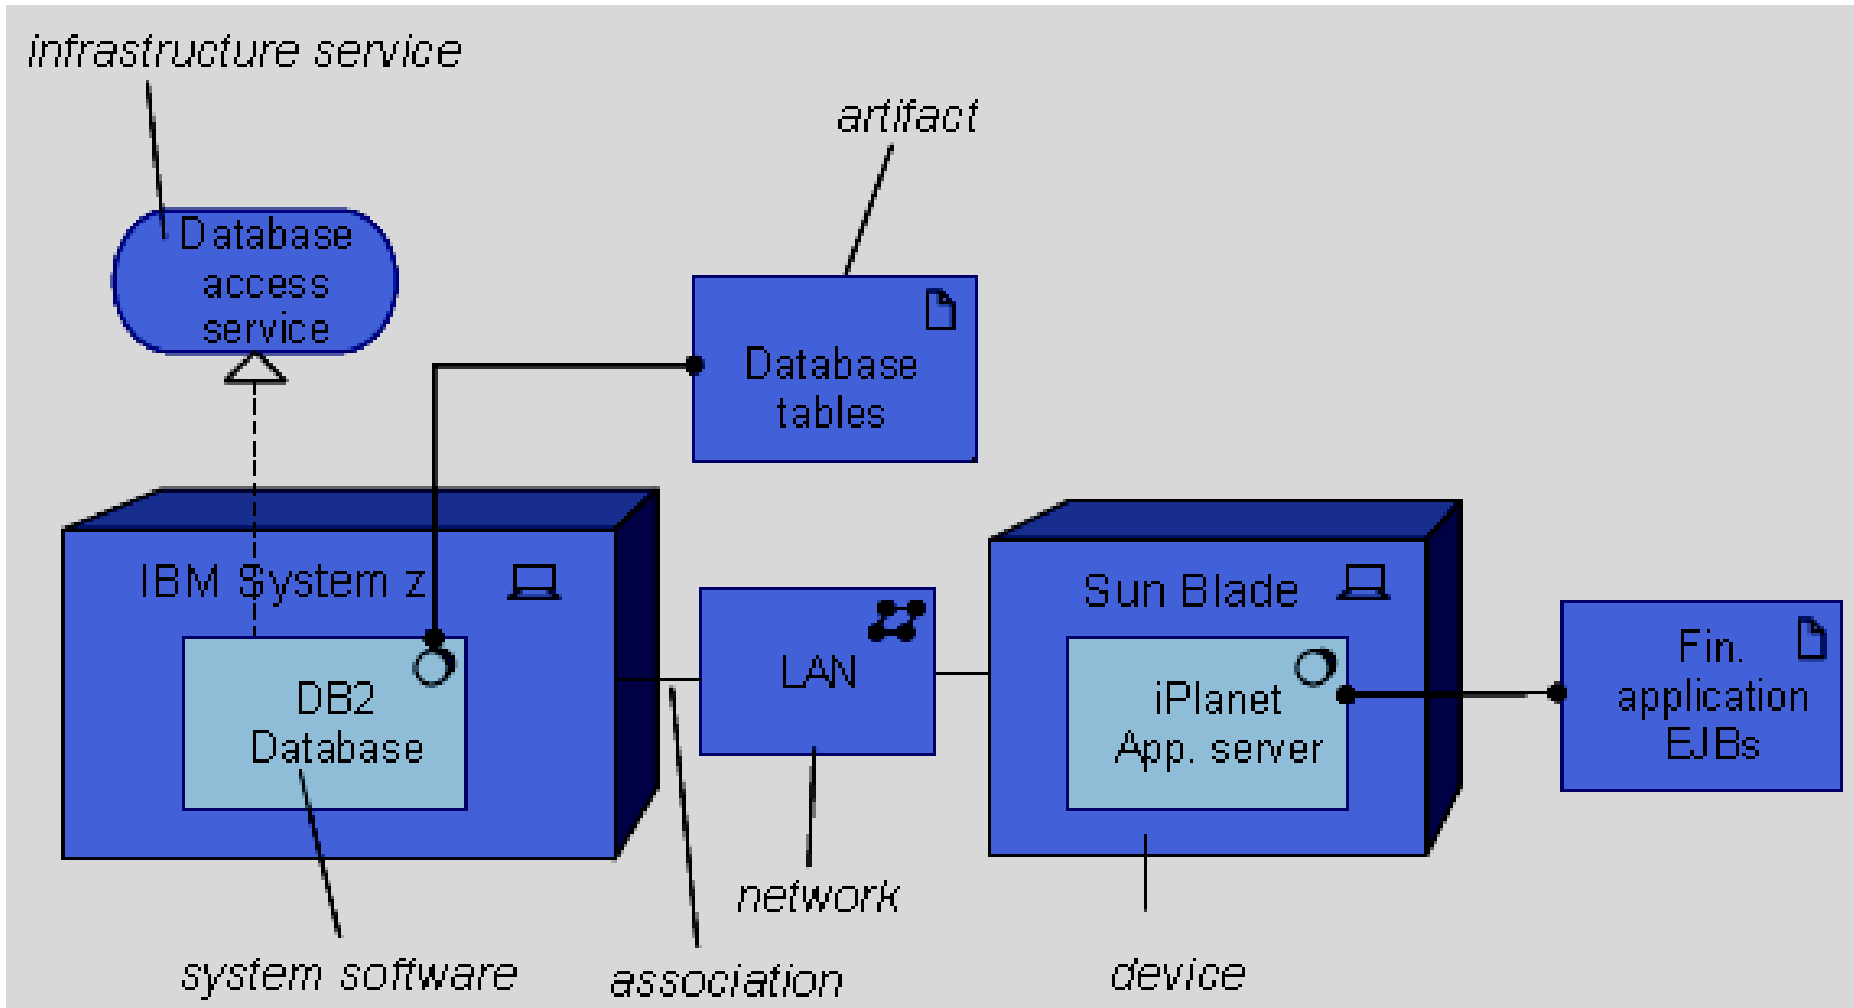 infrastructure service
artifact
Database
access
service
Database
tables
IBM System z
DB2
Database
LAN
Sun Blade
iPlanet
App. server
Fin.
application
EJBs
network
system software
association
device